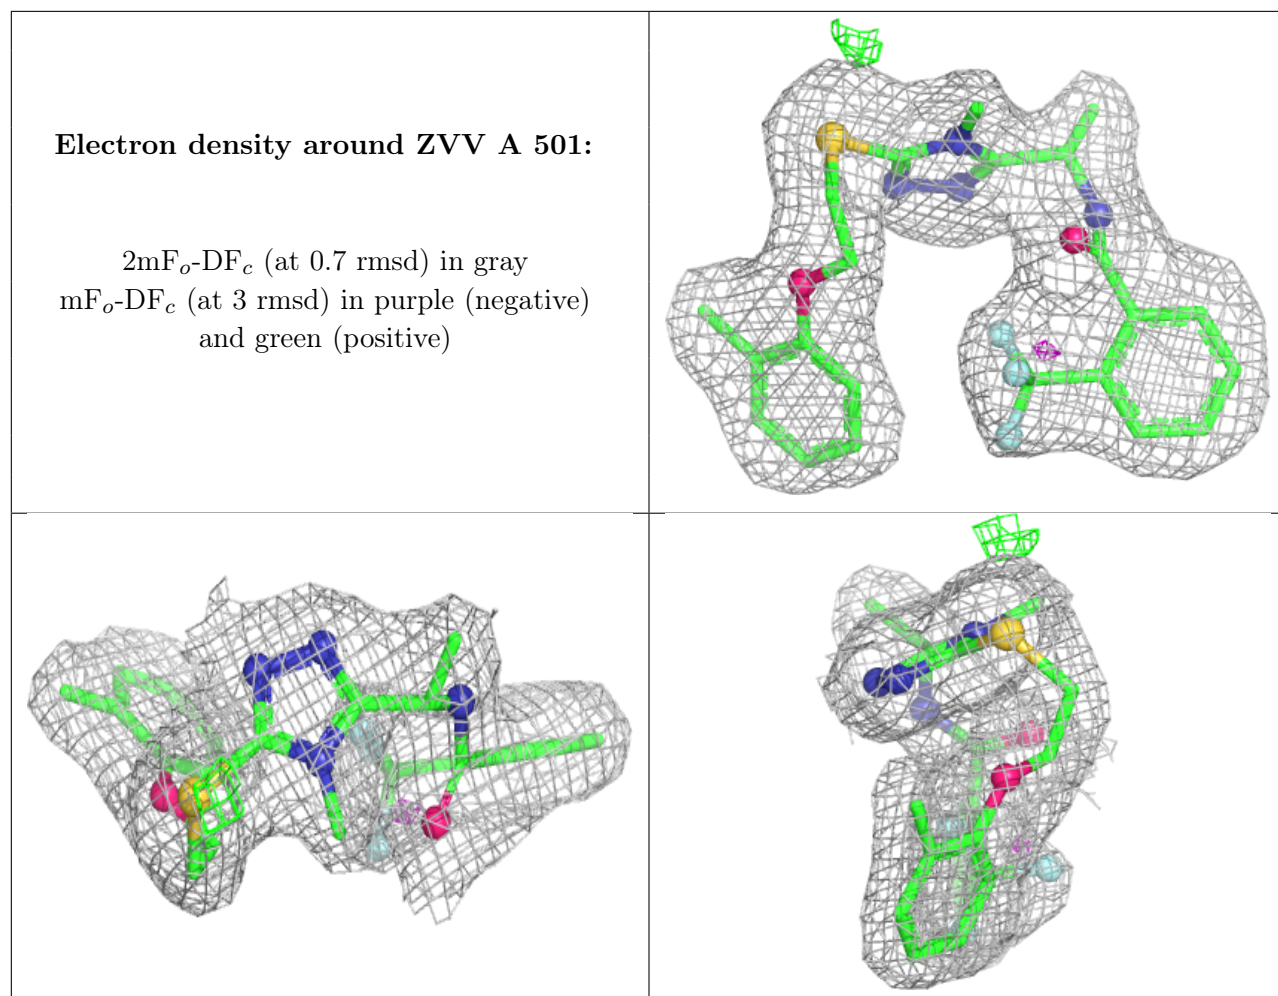 Electron density around ZVV A 501:
2mFo-DFc (at 0.7 rmsd) in gray
mFo-DFc (at 3 rmsd) in purple (negative)
and green (positive)